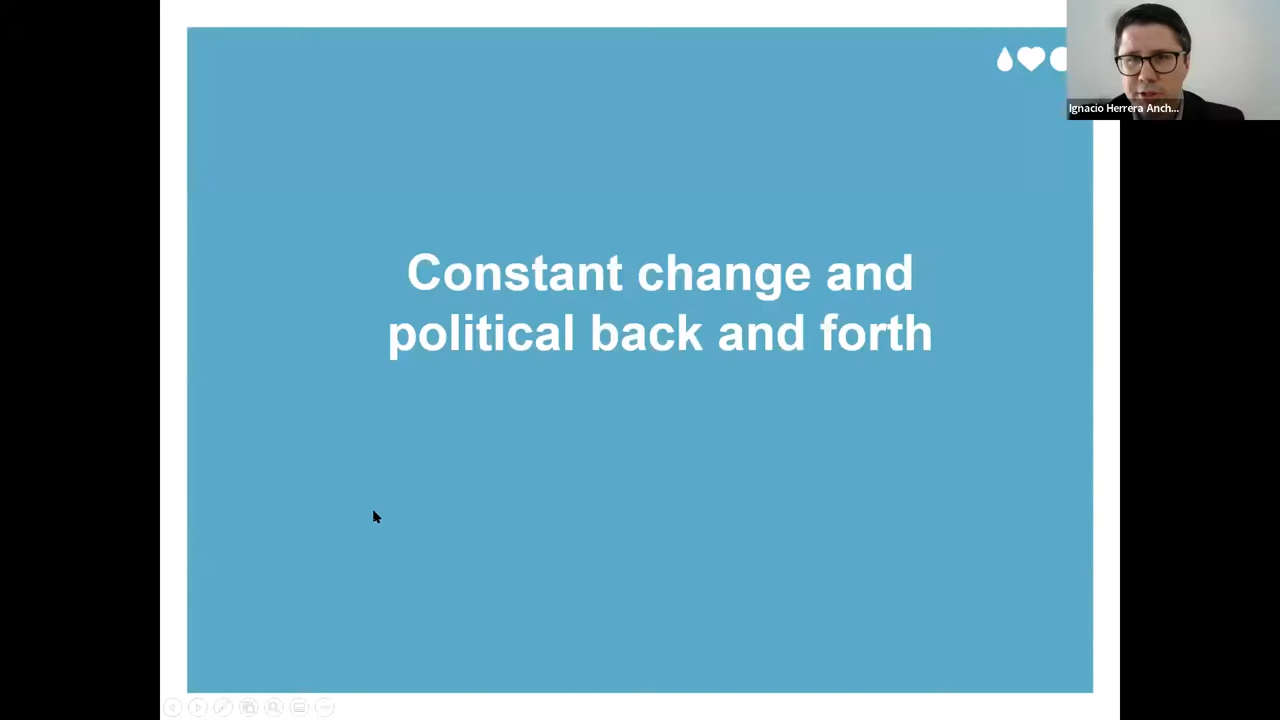 Constant change and
political back and forth
Ignacio Herrera Anch...